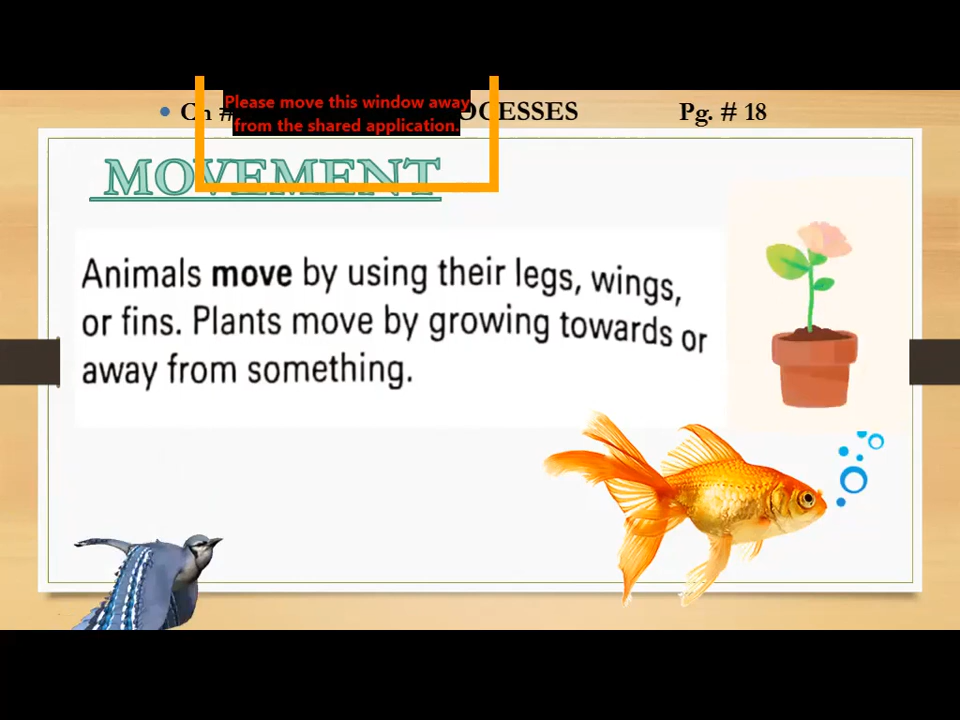 • Ch # OCESSES Pg. # 18
Please move this window away
from the shared application.
MOVEMENT
Animals move by using their legs, wings,
or fins. Plants move by growing towards or
away from something.